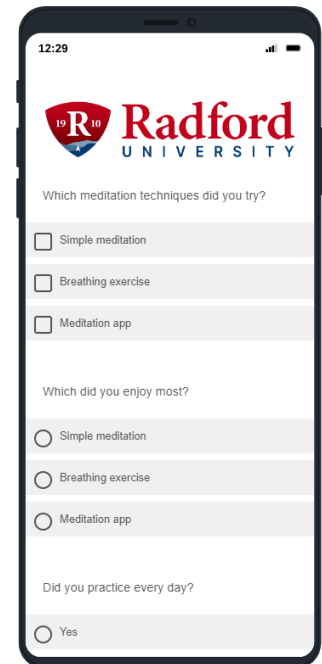 12:29
19 R 10
Radford
UNIVERSITY
Which meditation techniques did you try?
Simple meditation
Breathing exercise
Meditation app
Which did you enjoy most?
Simple meditation
Breathing exercise
Meditation app
Did you practice every day?
Yes